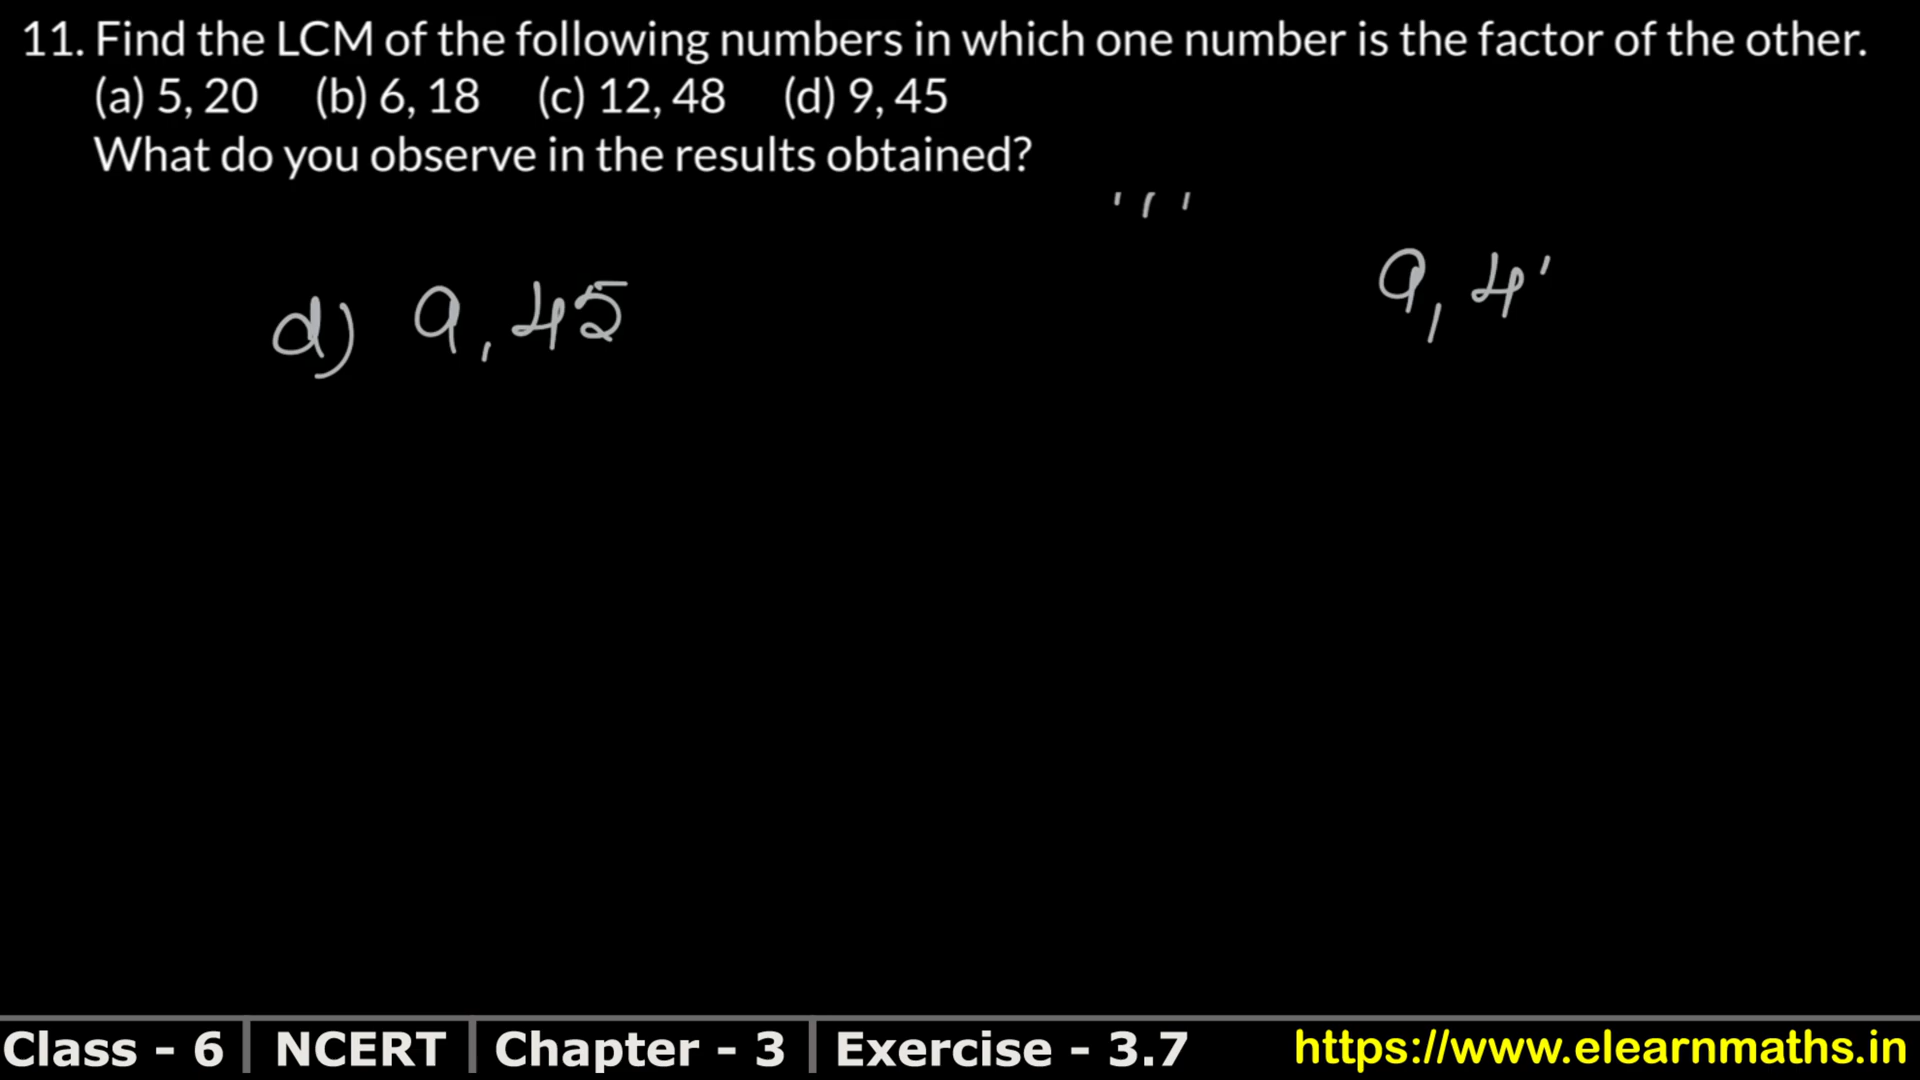 11. Find the LCM of the following numbers in which one number is the factor of the other.
(a) 5, 20 (b) 6, 18 (c) 12, 48 (d) 9, 45
What do you observe in the results obtained?
d) 9, 45
9, 4
Class - 6 | NCERT | Chapter - 3 | Exercise - 3.7 https://www.elearnmaths.in